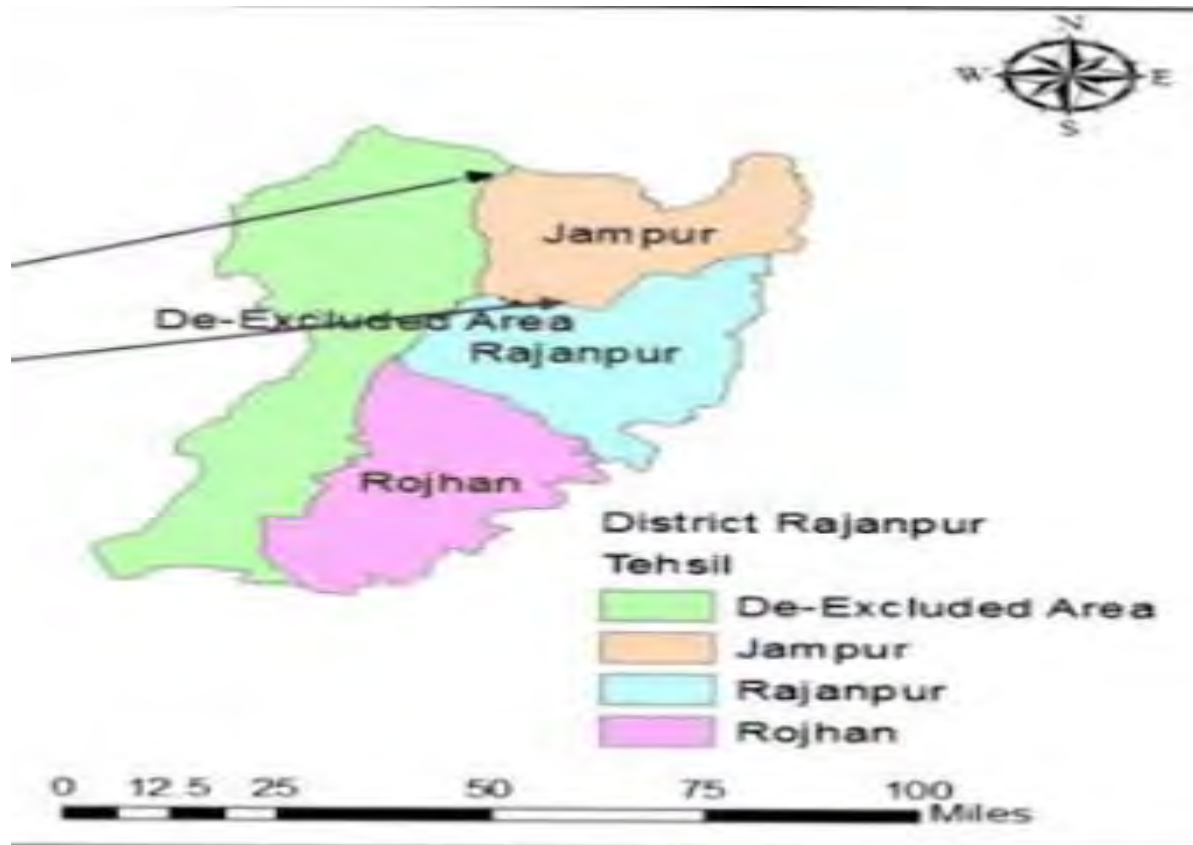 N
W E
S
Jampur
De-Excluded Area
Rajanpur
Rojhan
District Rajanpur
Tehsil
De-Excluded Area
Jampur
Rajanpur
Rojhan
0 12 5 25 50 75 100
Miles